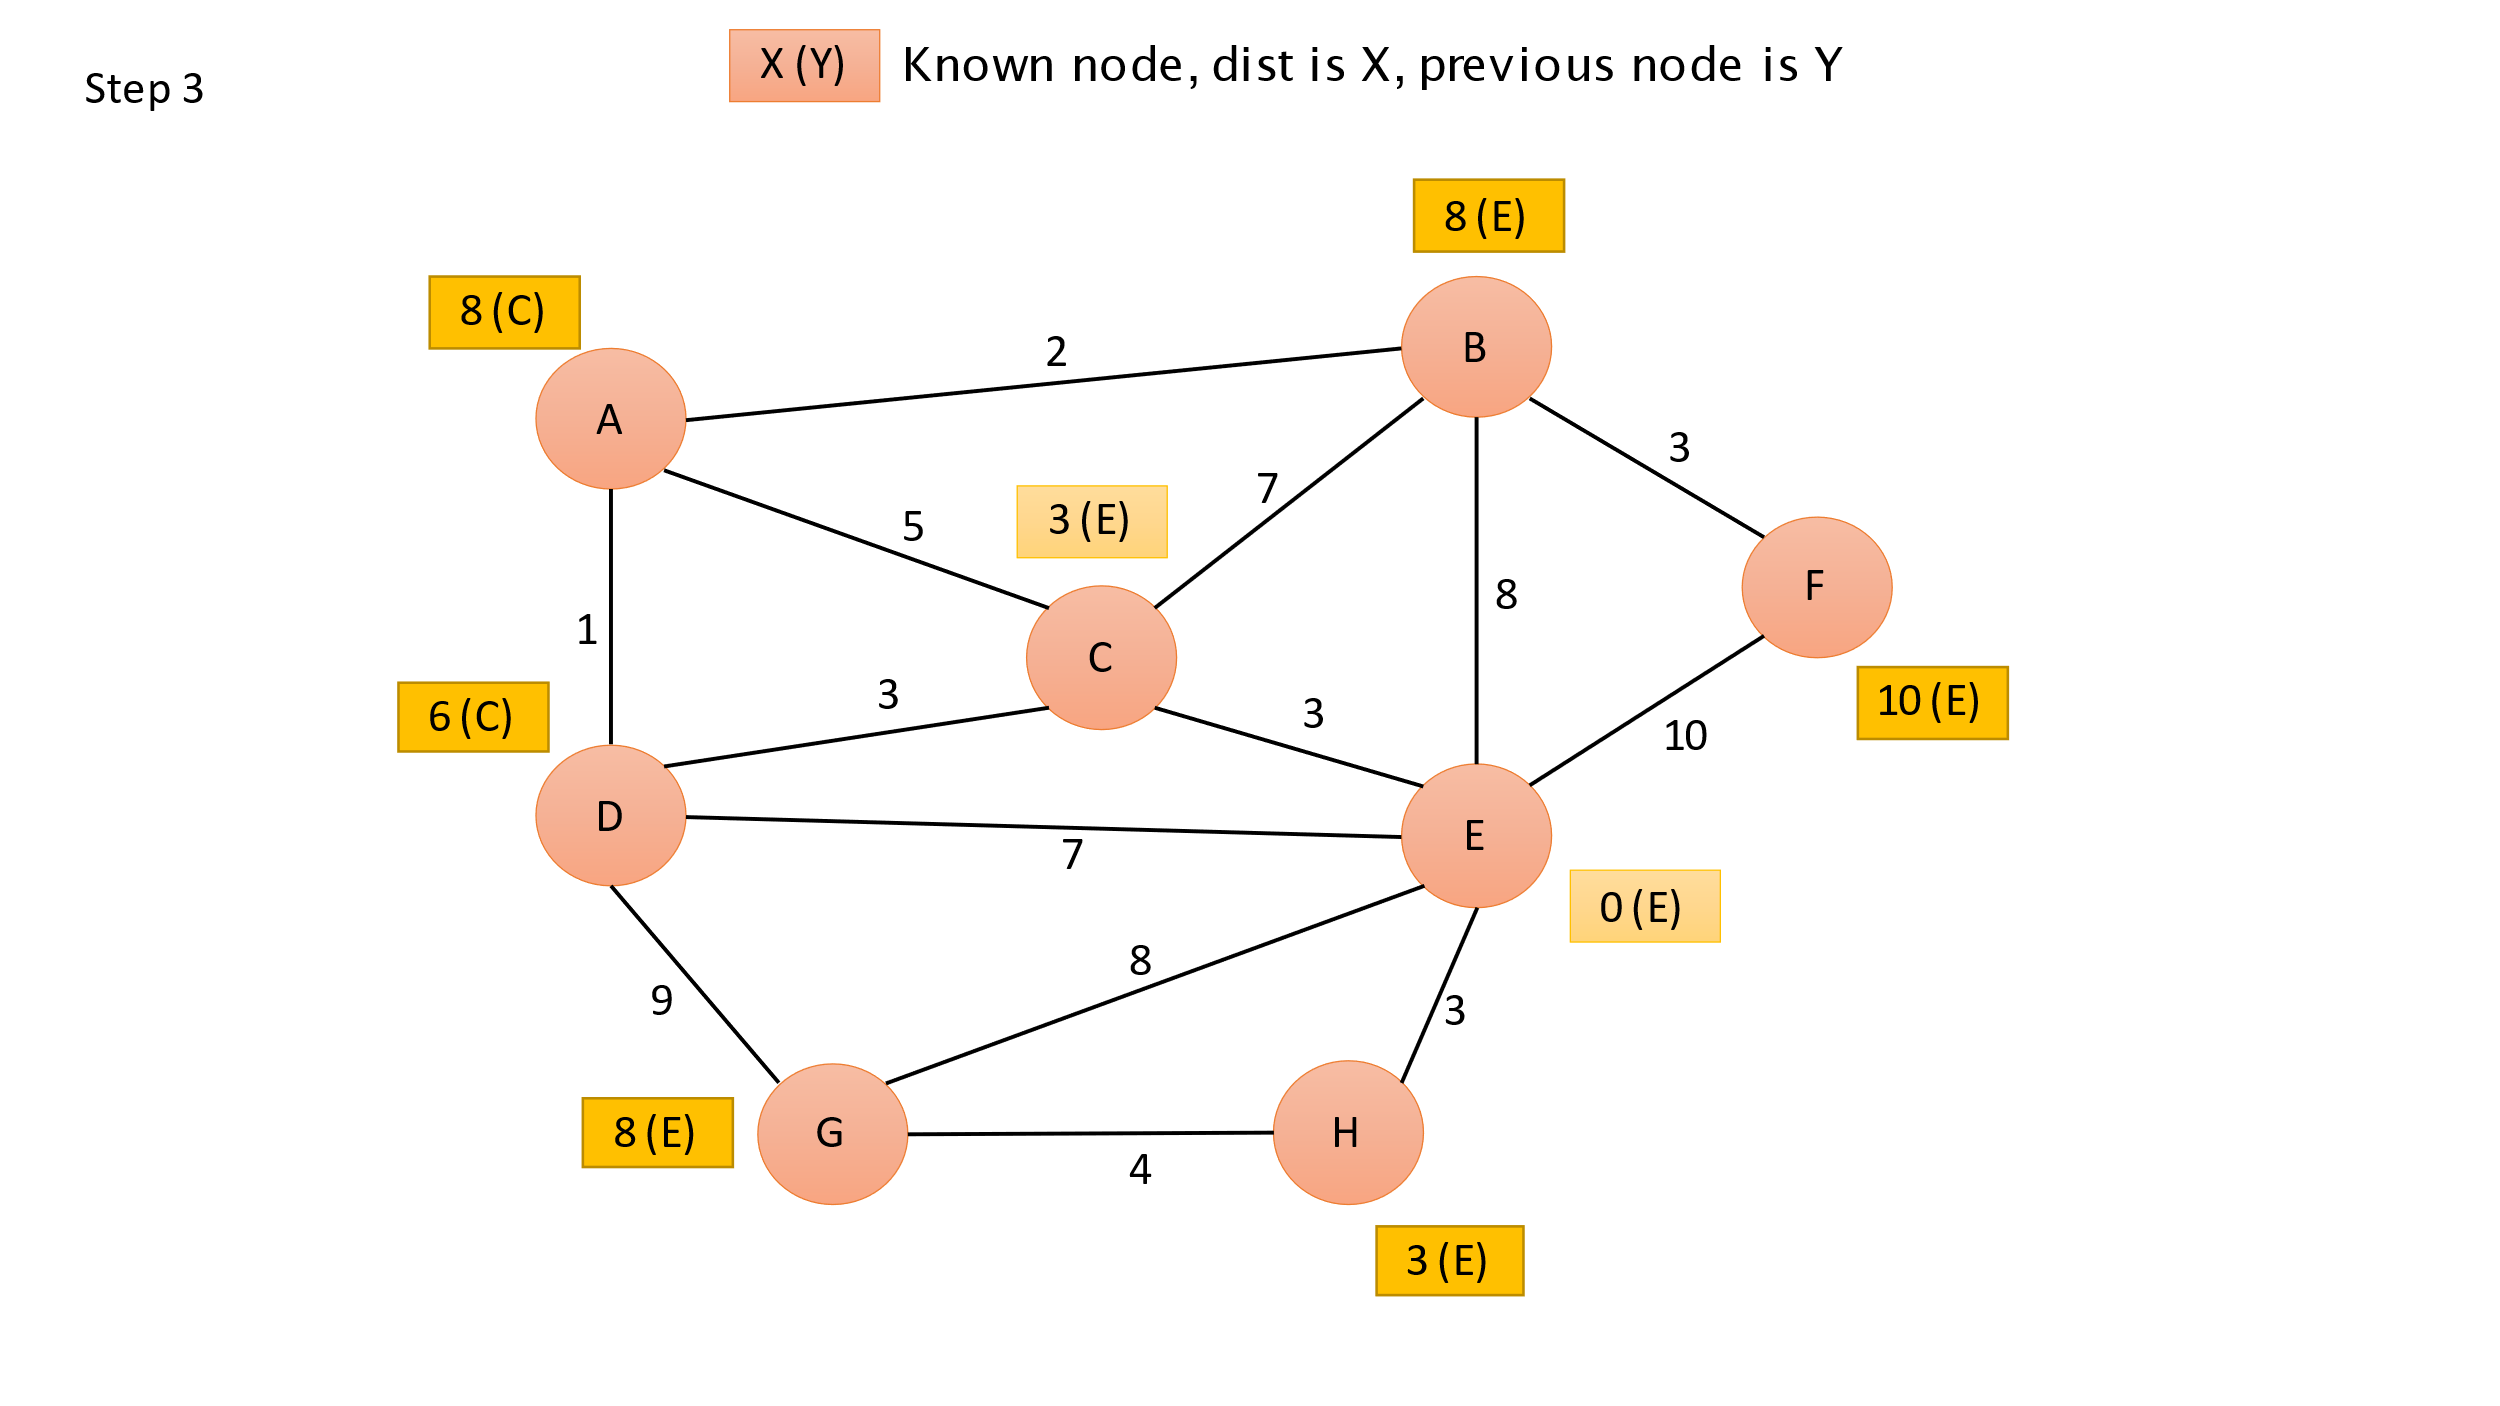 X (Y) Known node, dist is X, previous node is Y
Step 3
8 (E)
8 (C)
2
B
A
3
7
3 (E)
5
F
8
1
C
3
6 (C)
3
10 (E)
10
D
E
7
0 (E)
8
9
3
8 (E)
G
H
4
3 (E)